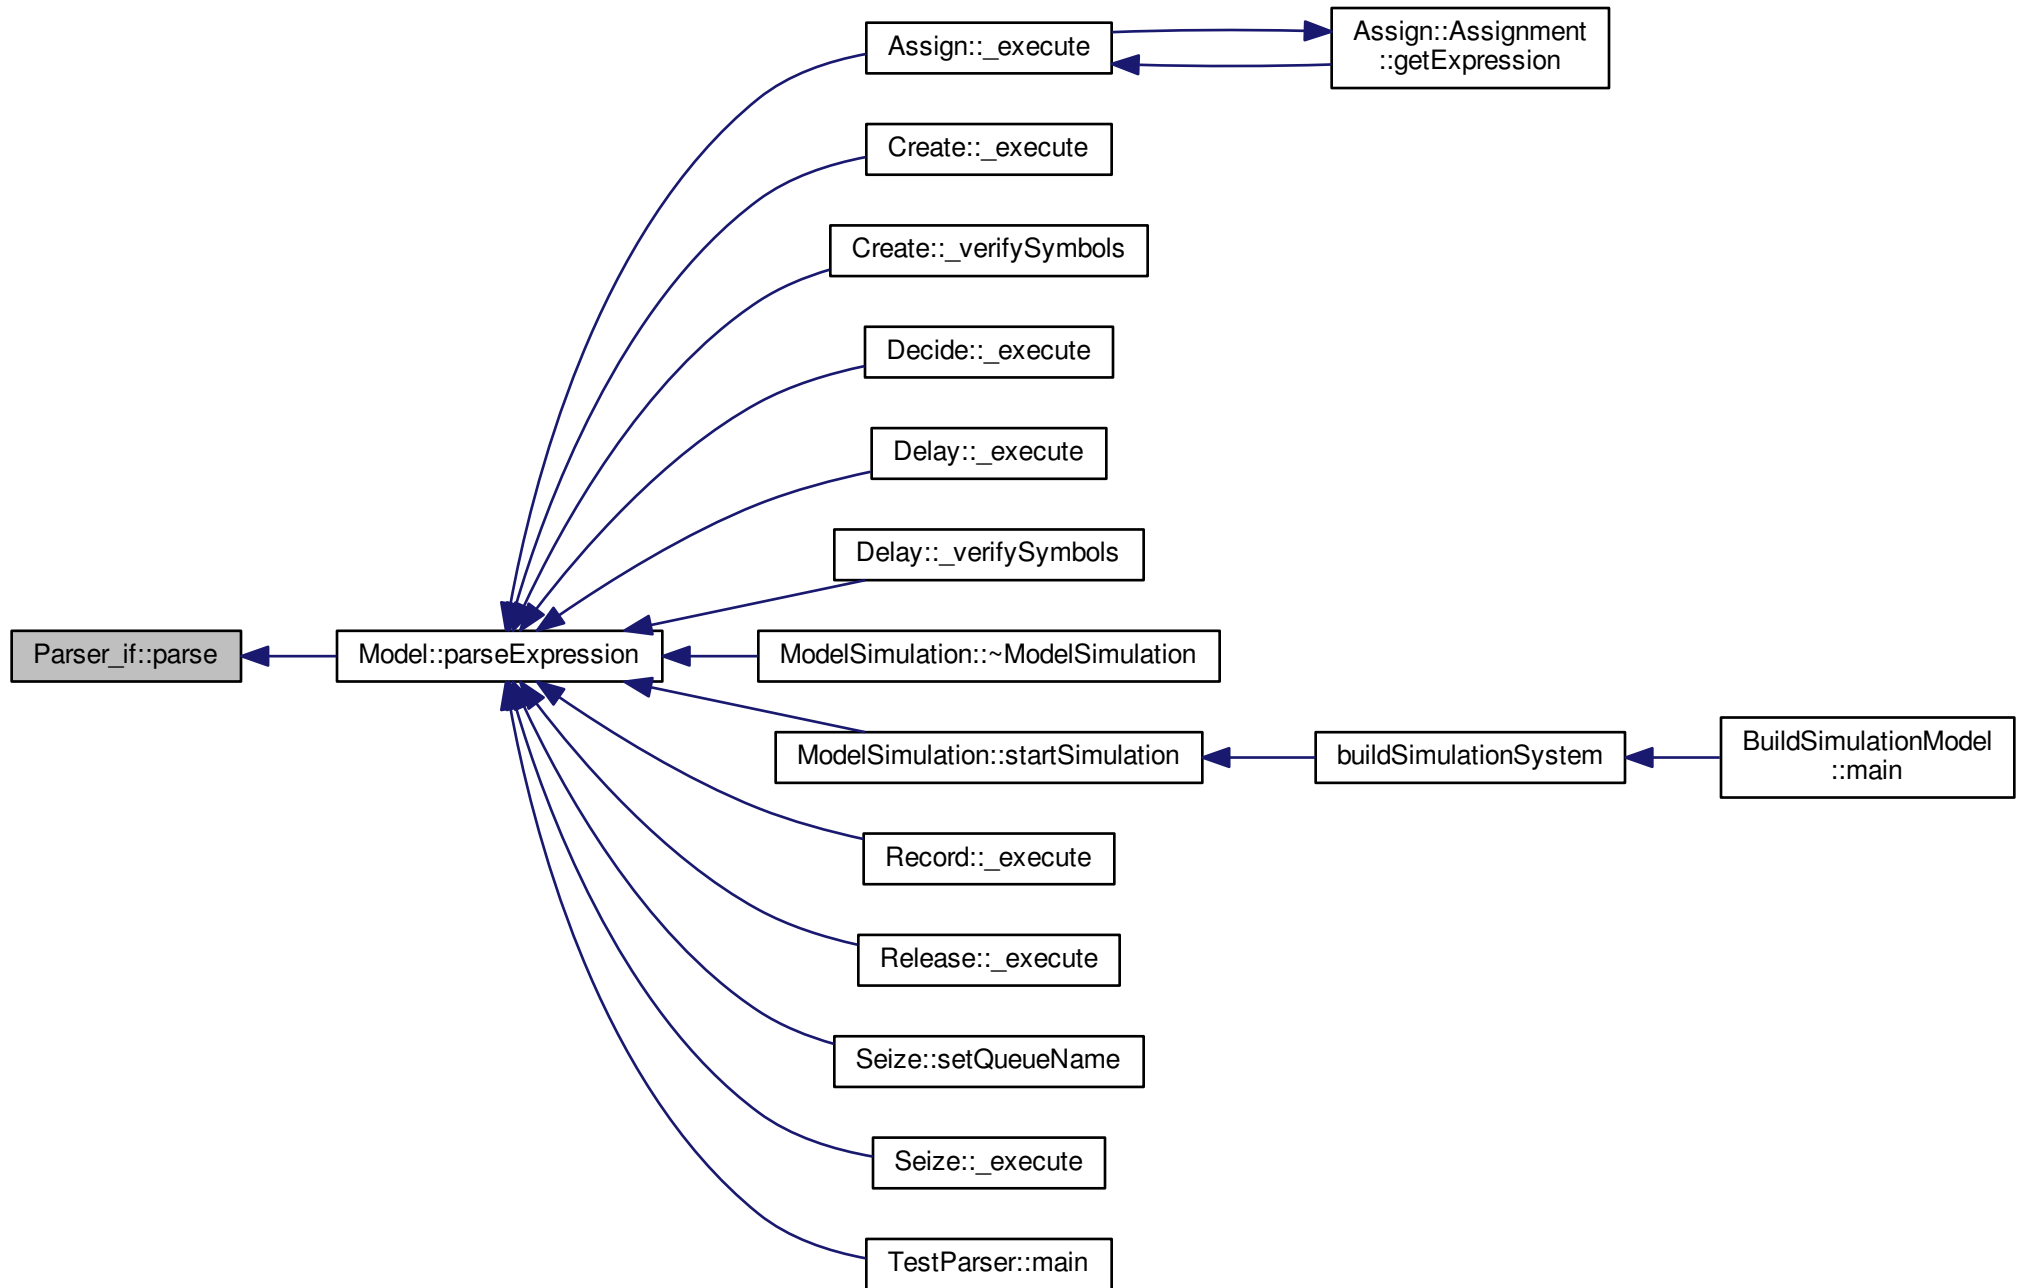 Assign::_execute
Assign::Assignment
::getExpression
Create::_execute
Create::_verifySymbols
Decide::_execute
Delay::_execute
Delay::_verifySymbols
Parser_if::parse
Model::parseExpression
ModelSimulation::~ModelSimulation
ModelSimulation::startSimulation
buildSimulationSystem
BuildSimulationModel
::main
Record::_execute
Release::_execute
Seize::setQueueName
Seize::_execute
TestParser::main